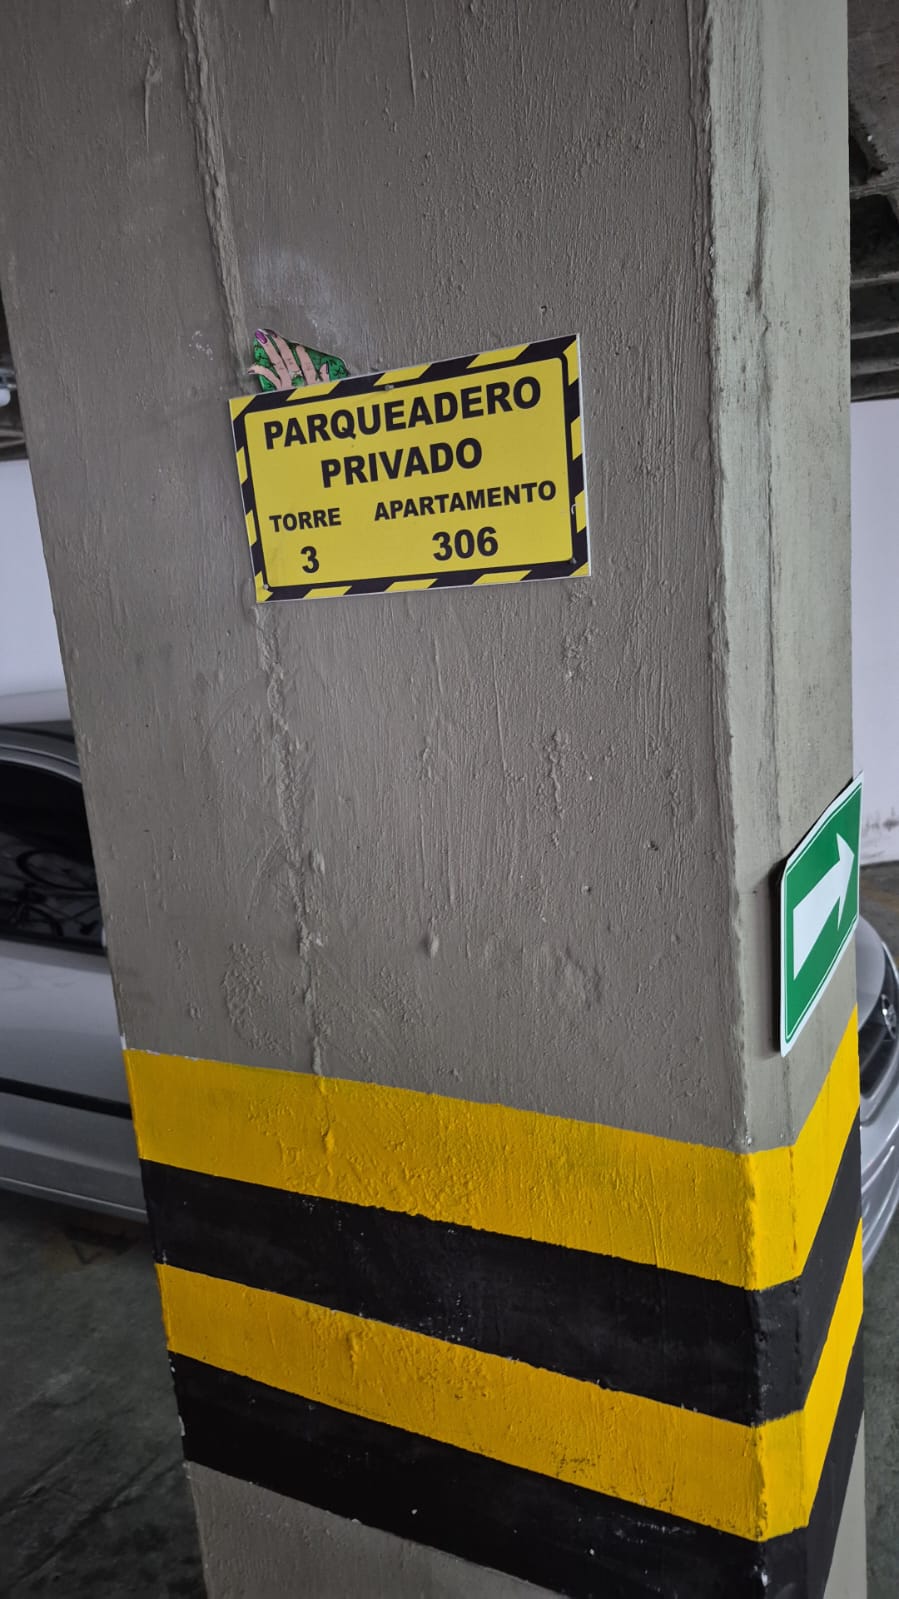 PARQUEADERO
PRIVADO
TORRE APARTAMENTO
3 306